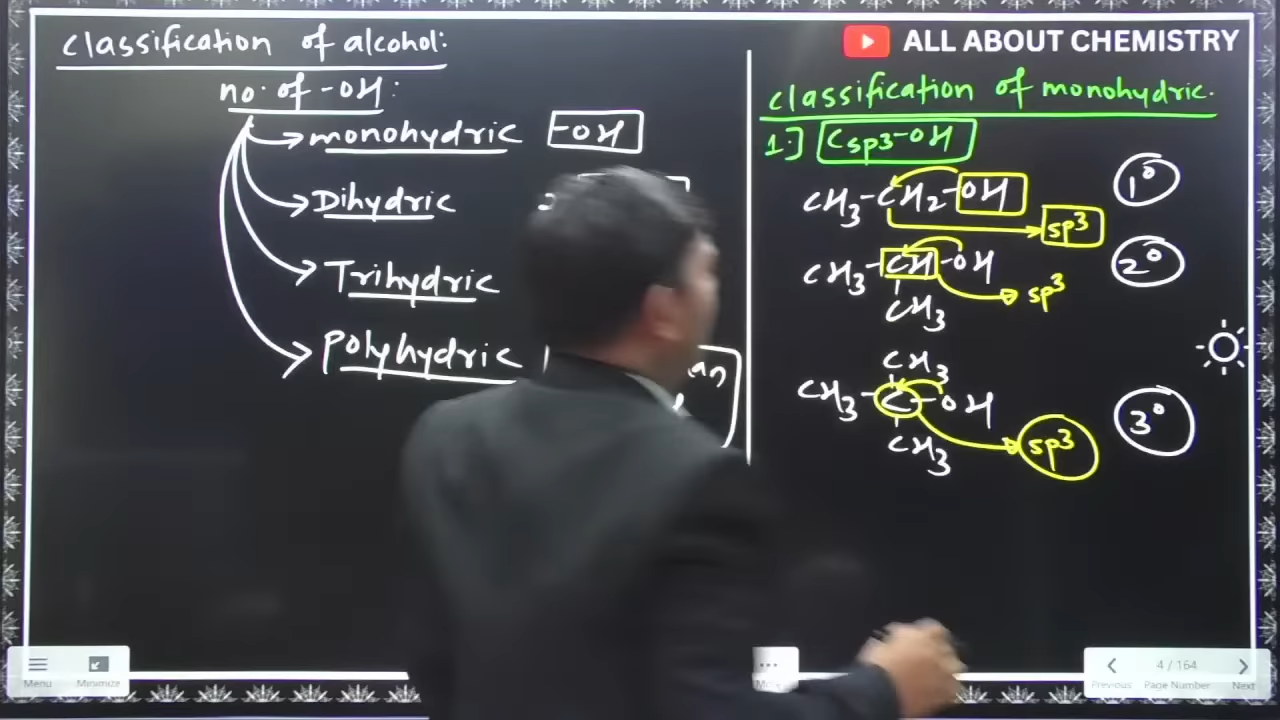 classification of alcohol:
no. of -OH:
monohydric -OH
Dihydric
Trihydric
polyhydric
ALL ABOUT CHEMISTRY
classification of monohydric.
1.] Csp3-OH
CH3-CH2-OH 1°
sp3
CH3-CH-OH 2°
sp3
CH3
CH3
CH3-C-OH 3°
sp3
CH3
Menu
Minimize
4 / 164
Previous
Page Number
Next